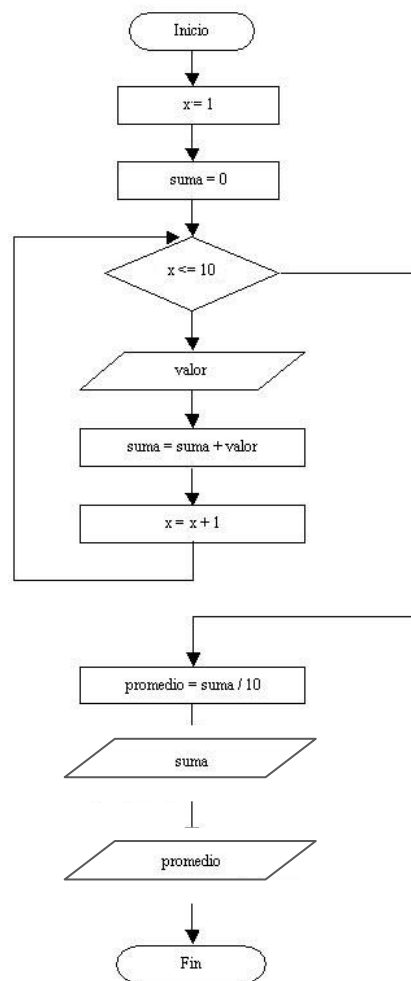 Inicio
x = 1
suma = 0
x <= 10
valor
suma = suma + valor
x = x + 1
promedio = suma / 10
suma
promedio
Fin